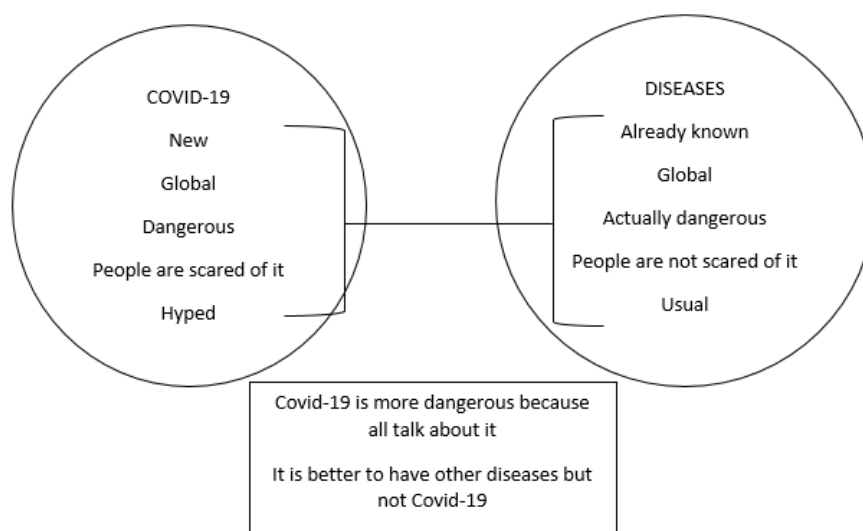 COVID-19
New
Global
Dangerous
People are scared of it
Hyped
DISEASES
Already known
Global
Actually dangerous
People are not scared of it
Usual
Covid-19 is more dangerous because
all talk about it
It is better to have other diseases but
not Covid-19